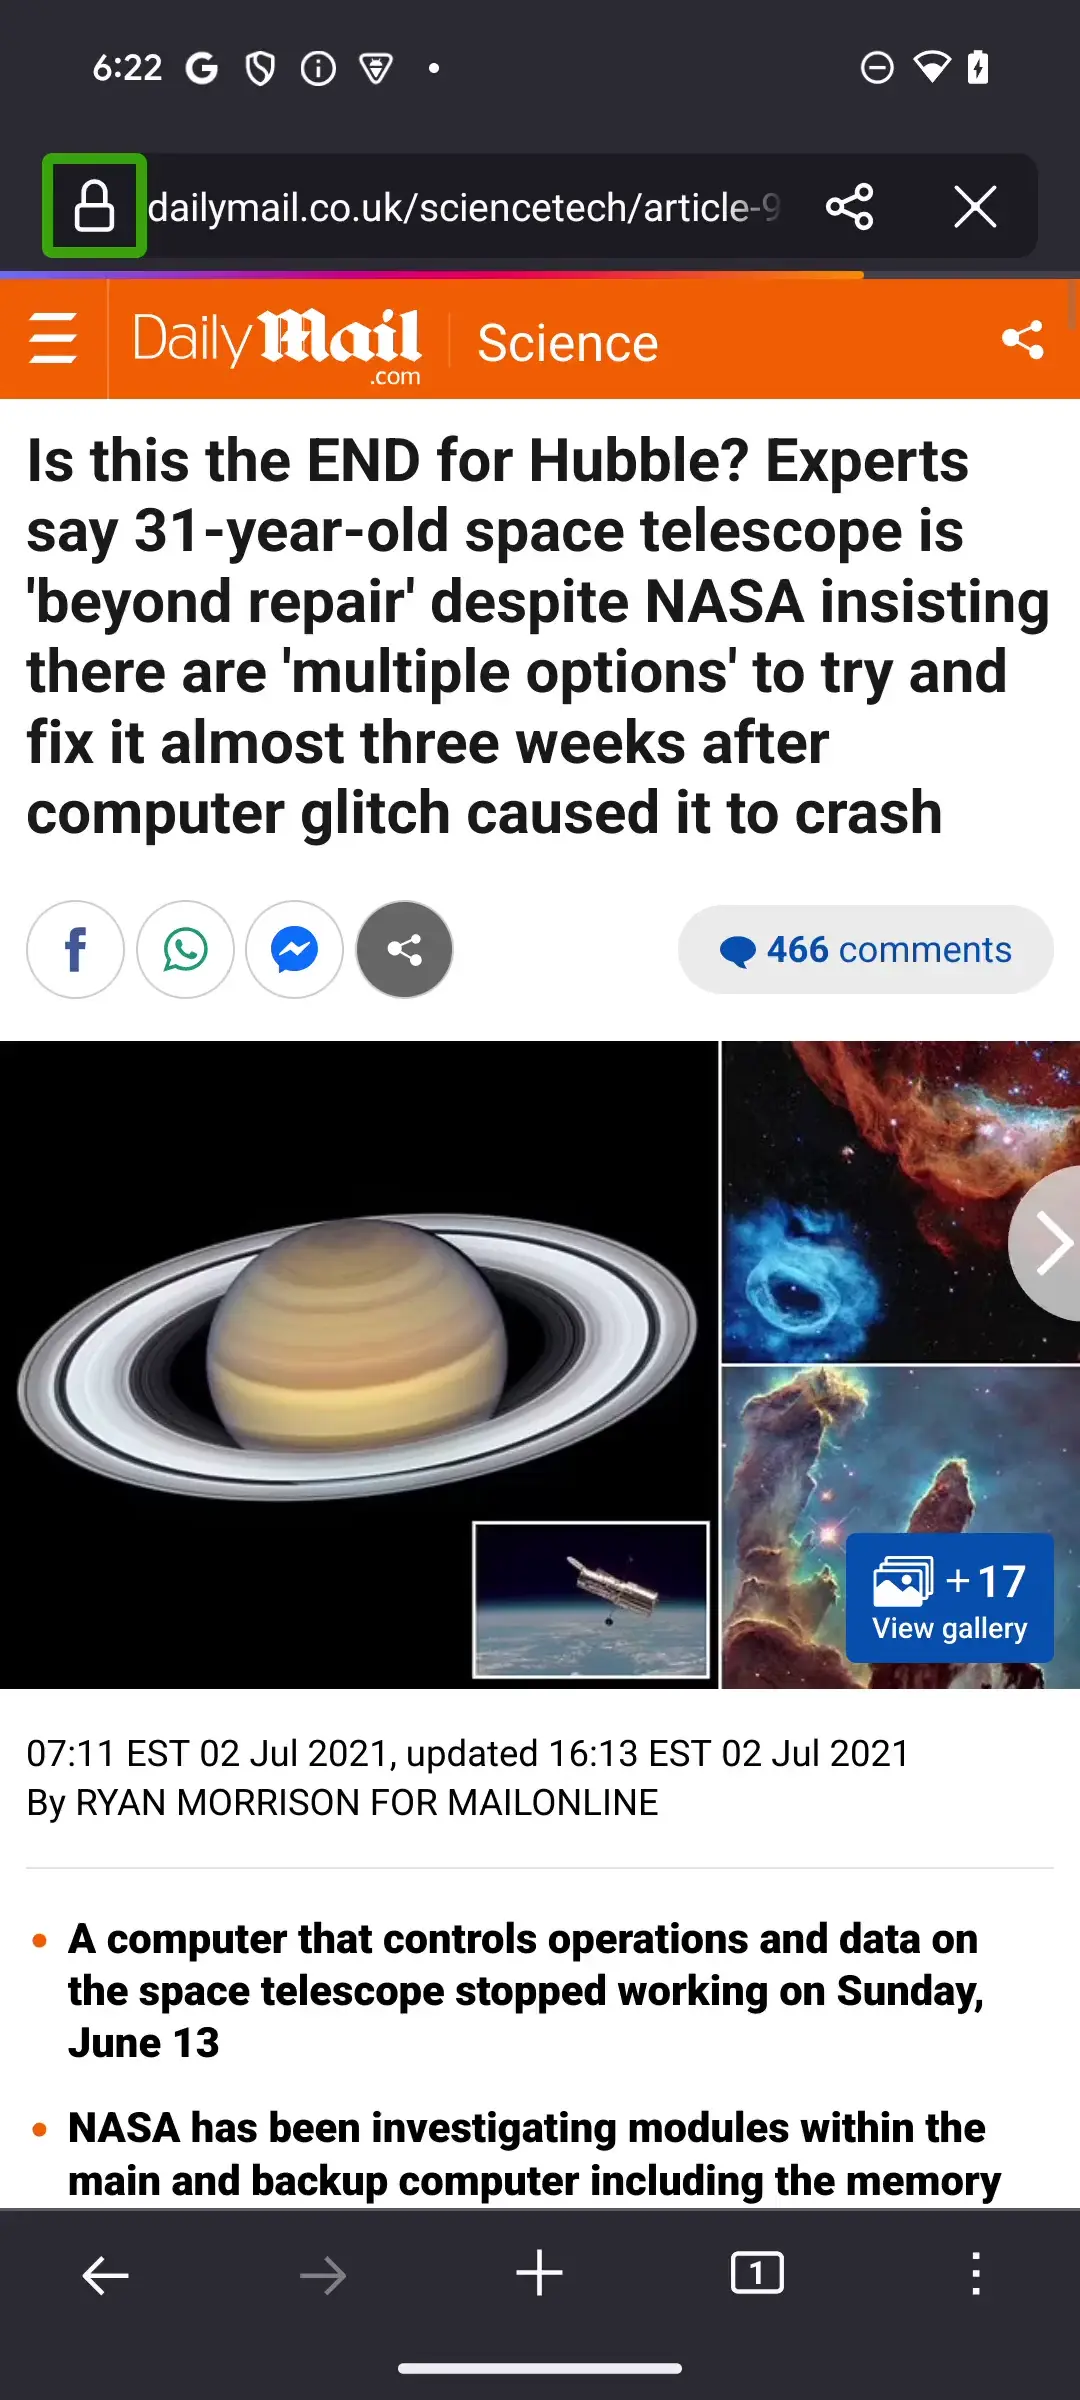 6:22
dailymail.co.uk/sciencetech/article-9
Daily Mail
.com
Science
Is this the END for Hubble? Experts
say 31-year-old space telescope is
'beyond repair' despite NASA insisting
there are 'multiple options' to try and
fix it almost three weeks after
computer glitch caused it to crash
466 comments
+17
View gallery
07:11 EST 02 Jul 2021, updated 16:13 EST 02 Jul 2021
By RYAN MORRISON FOR MAILONLINE
• A computer that controls operations and data on
the space telescope stopped working on Sunday,
June 13
• NASA has been investigating modules within the
main and backup computer including the memory
1